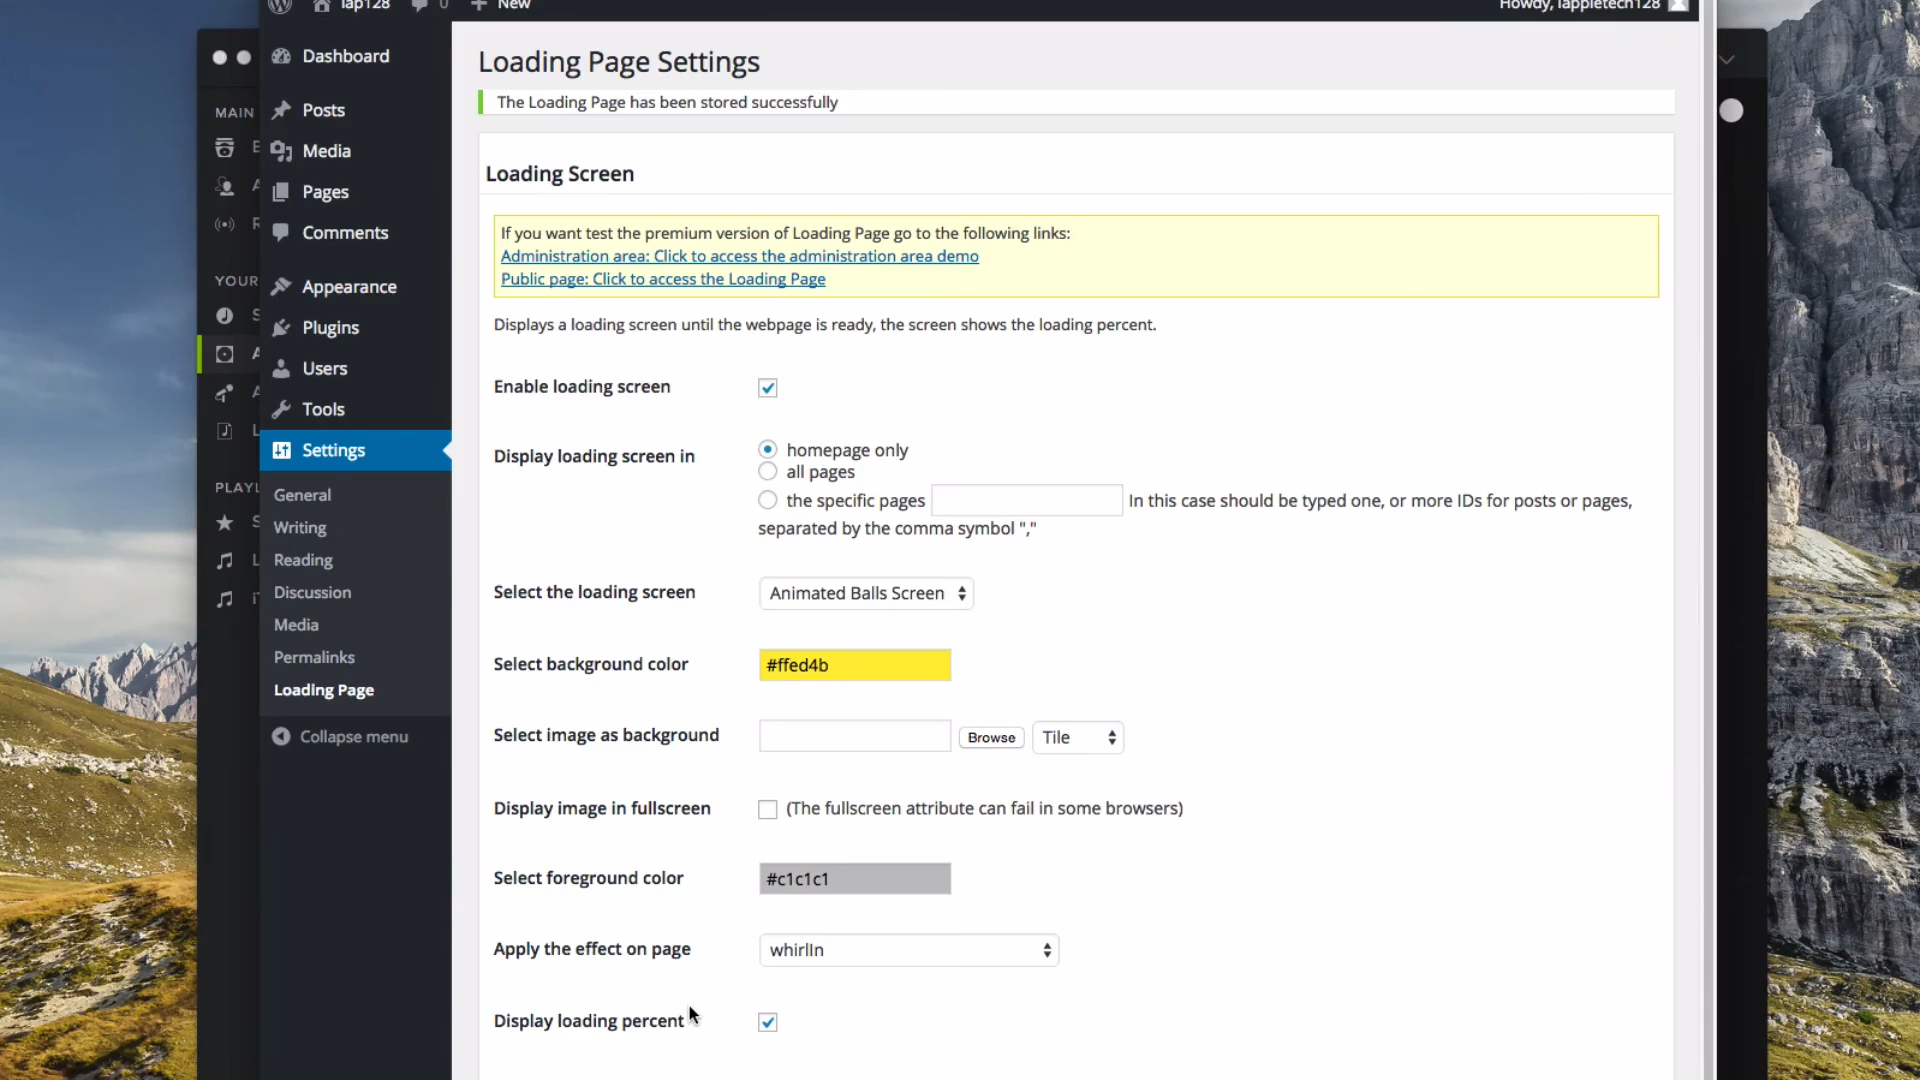 iap128
0
New
Howdy, iappletech128
MAIN
YOUR
PLAYL
Dashboard
Posts
Media
Pages
Comments
Appearance
Plugins
Users
Tools
Settings
General
Writing
Reading
Discussion
Media
Permalinks
Loading Page
Collapse menu
Loading Page Settings
The Loading Page has been stored successfully
Loading Screen
If you want test the premium version of Loading Page go to the following links:
Administration area: Click to access the administration area demo
Public page: Click to access the Loading Page
Displays a loading screen until the webpage is ready, the screen shows the loading percent.
Enable loading screen
Display loading screen in
homepage only
all pages
the specific pages In this case should be typed one, or more IDs for posts or pages,
separated by the comma symbol ","
Select the loading screen Animated Balls Screen
Select background color #ffed4b
Select image as background Browse Tile
Display image in fullscreen (The fullscreen attribute can fail in some browsers)
Select foreground color #c1c1c1
Apply the effect on page whirlIn
Display loading percent